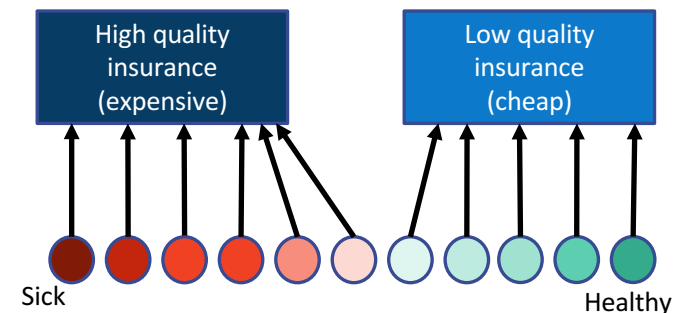 High quality
insurance
(expensive)
Low quality
insurance
(cheap)
Sick
Healthy